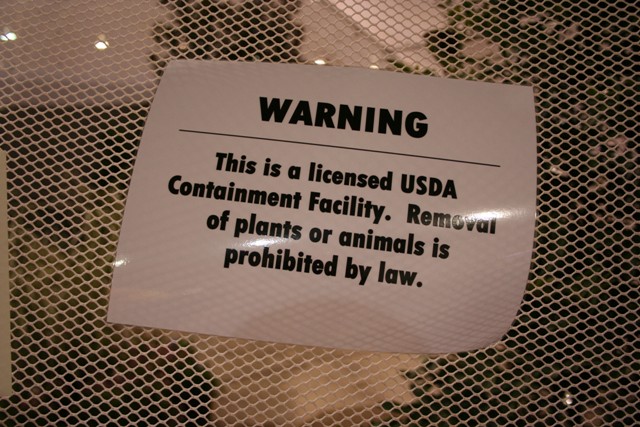 WARNING
This is a licensed USDA
Containment Facility. Removal
of plants or animals is
prohibited by law.